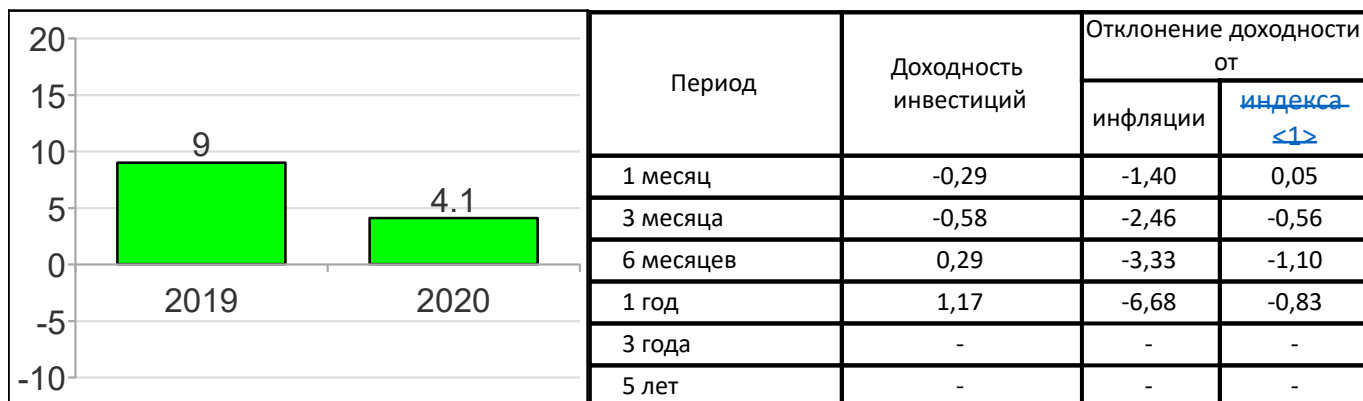 20
15
10
5
0
-5
-10
9
4.1
2019
2020
Период
Доходность
инвестиций
Отклонение доходности
от
инфляции
индекса
<1>
1 месяц -0,29 -1,40 0,05
3 месяца -0,58 -2,46 -0,56
6 месяцев 0,29 -3,33 -1,10
1 год 1,17 -6,68 -0,83
3 года - - -
5 лет - - -